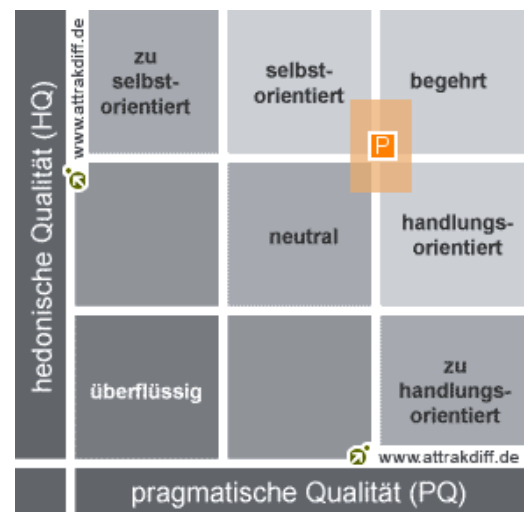 hedonische Qualität (HQ)
www.attrakdiff.de
zu
selbst-
orientiert
selbst-
orientiert
begehrt
P
neutral
handlungs-
orientiert
überflüssig
zu
handlungs-
orientiert
www.attrakdiff.de
pragmatische Qualität (PQ)